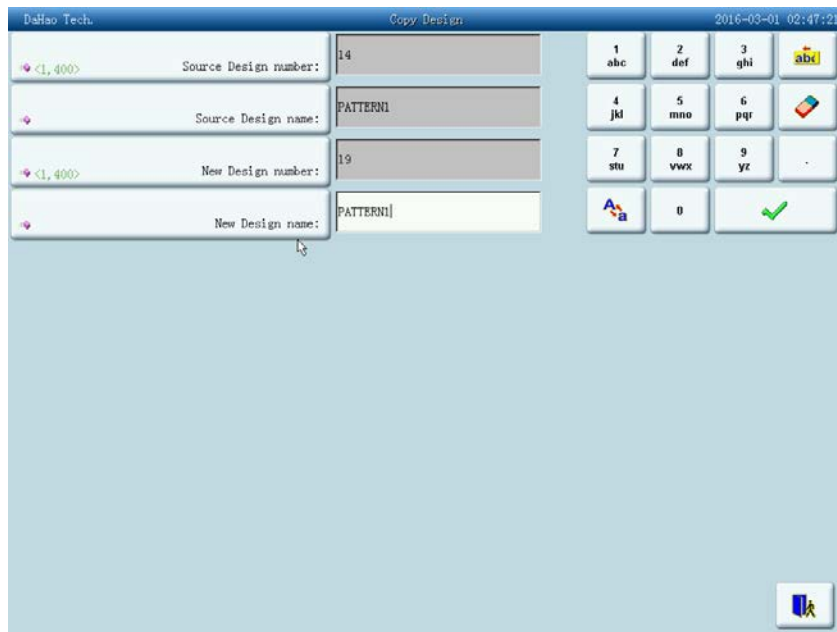 DaHao Tech. Copy Design 2016-03-01 02:47:21
<1,400> Source Design number: 14
Source Design name: PATTERN1
<1,400> New Design number: 19
New Design name: PATTERN1
1 2 3
abc def ghi abc
4 5 6
jkl mno pqr
7 8 9 .
stu vwx yz
Aa 0